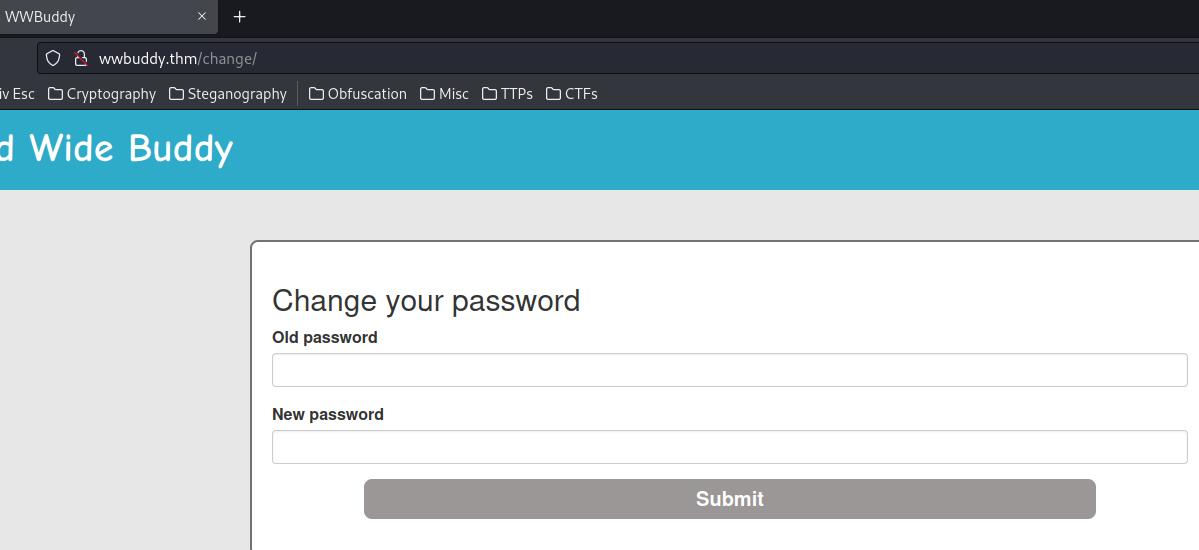 WWBuddy
wwbuddy.thm/change/
iv Esc Cryptography Steganography Obfuscation Misc TTPs CTFs
d Wide Buddy
Change your password
Old password
New password
Submit